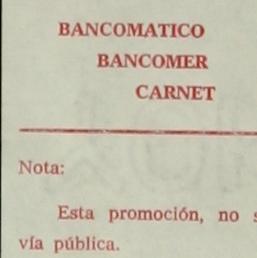 BANCOMATICO
BANCOMER
CARNET
Nota:
Esta promoción, no
vía pública.